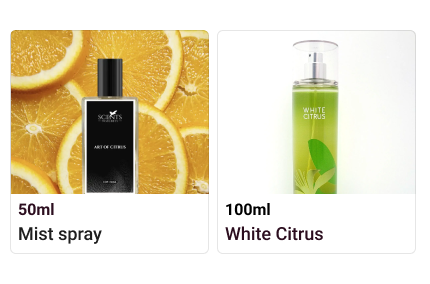 SCENTS
ART OF CITRUS
WHITE
CITRUS
50ml
Mist spray
100ml
White Citrus